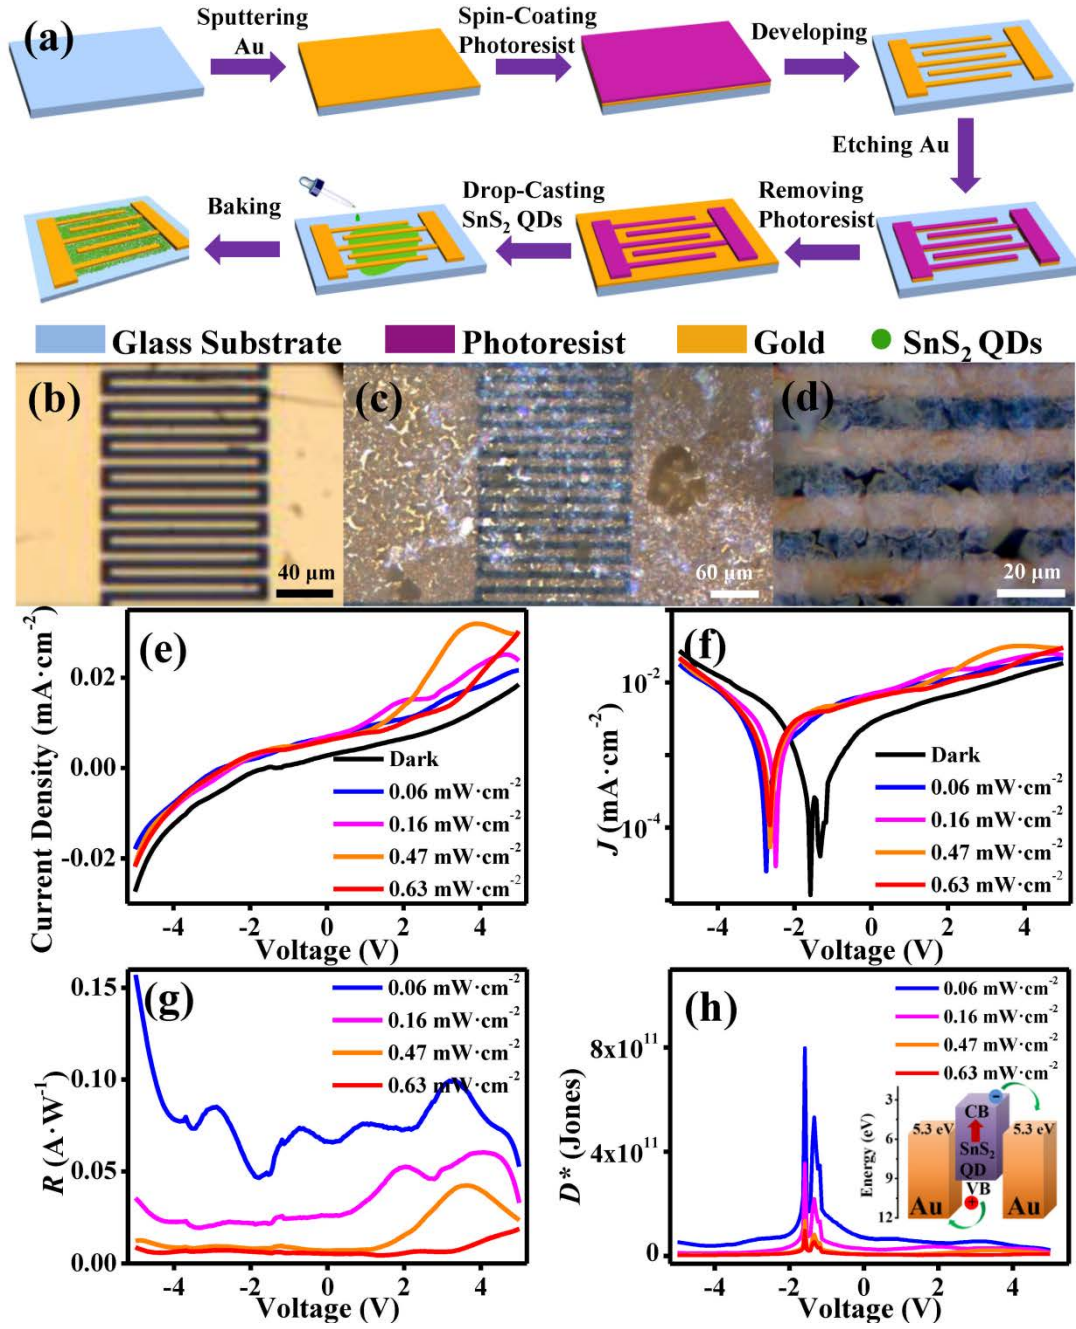 (a)
Sputtering
Au
Spin-Coating
Photoresist
Developing
Etching Au
Baking
Drop-Casting
SnS₂ QDs
Removing
Photoresist
Glass Substrate
Photoresist
Gold
SnS₂ QDs
(b)
40 μm
(c)
60 μm
(d)
20 μm
(e)
Current Density (mA·cm⁻²)
0.02
0.00
-0.02
Dark
0.06 mW·cm⁻²
0.16 mW·cm⁻²
0.47 mW·cm⁻²
0.63 mW·cm⁻²
-4 -2 0 2 4
Voltage (V)
(f)
J (mA·cm⁻²)
10⁻²
10⁻⁴
Dark
0.06 mW·cm⁻²
0.16 mW·cm⁻²
0.47 mW·cm⁻²
0.63 mW·cm⁻²
-4 -2 0 2 4
Voltage (V)
(g)
R (A·W⁻¹)
0.15
0.10
0.05
0.00
0.06 mW·cm⁻²
0.16 mW·cm⁻²
0.47 mW·cm⁻²
0.63 mW·cm⁻²
-4 -2 0 2 4
Voltage (V)
(h)
D* (Jones)
8x10¹¹
4x10¹¹
0
0.06 mW·cm⁻²
0.16 mW·cm⁻²
0.47 mW·cm⁻²
0.63 mW·cm⁻²
Energy (eV)
3
6
9
12
5.3 eV
Au
CB
SnS₂
QD
VB
5.3 eV
Au
-4 -2 0 2 4
Voltage (V)